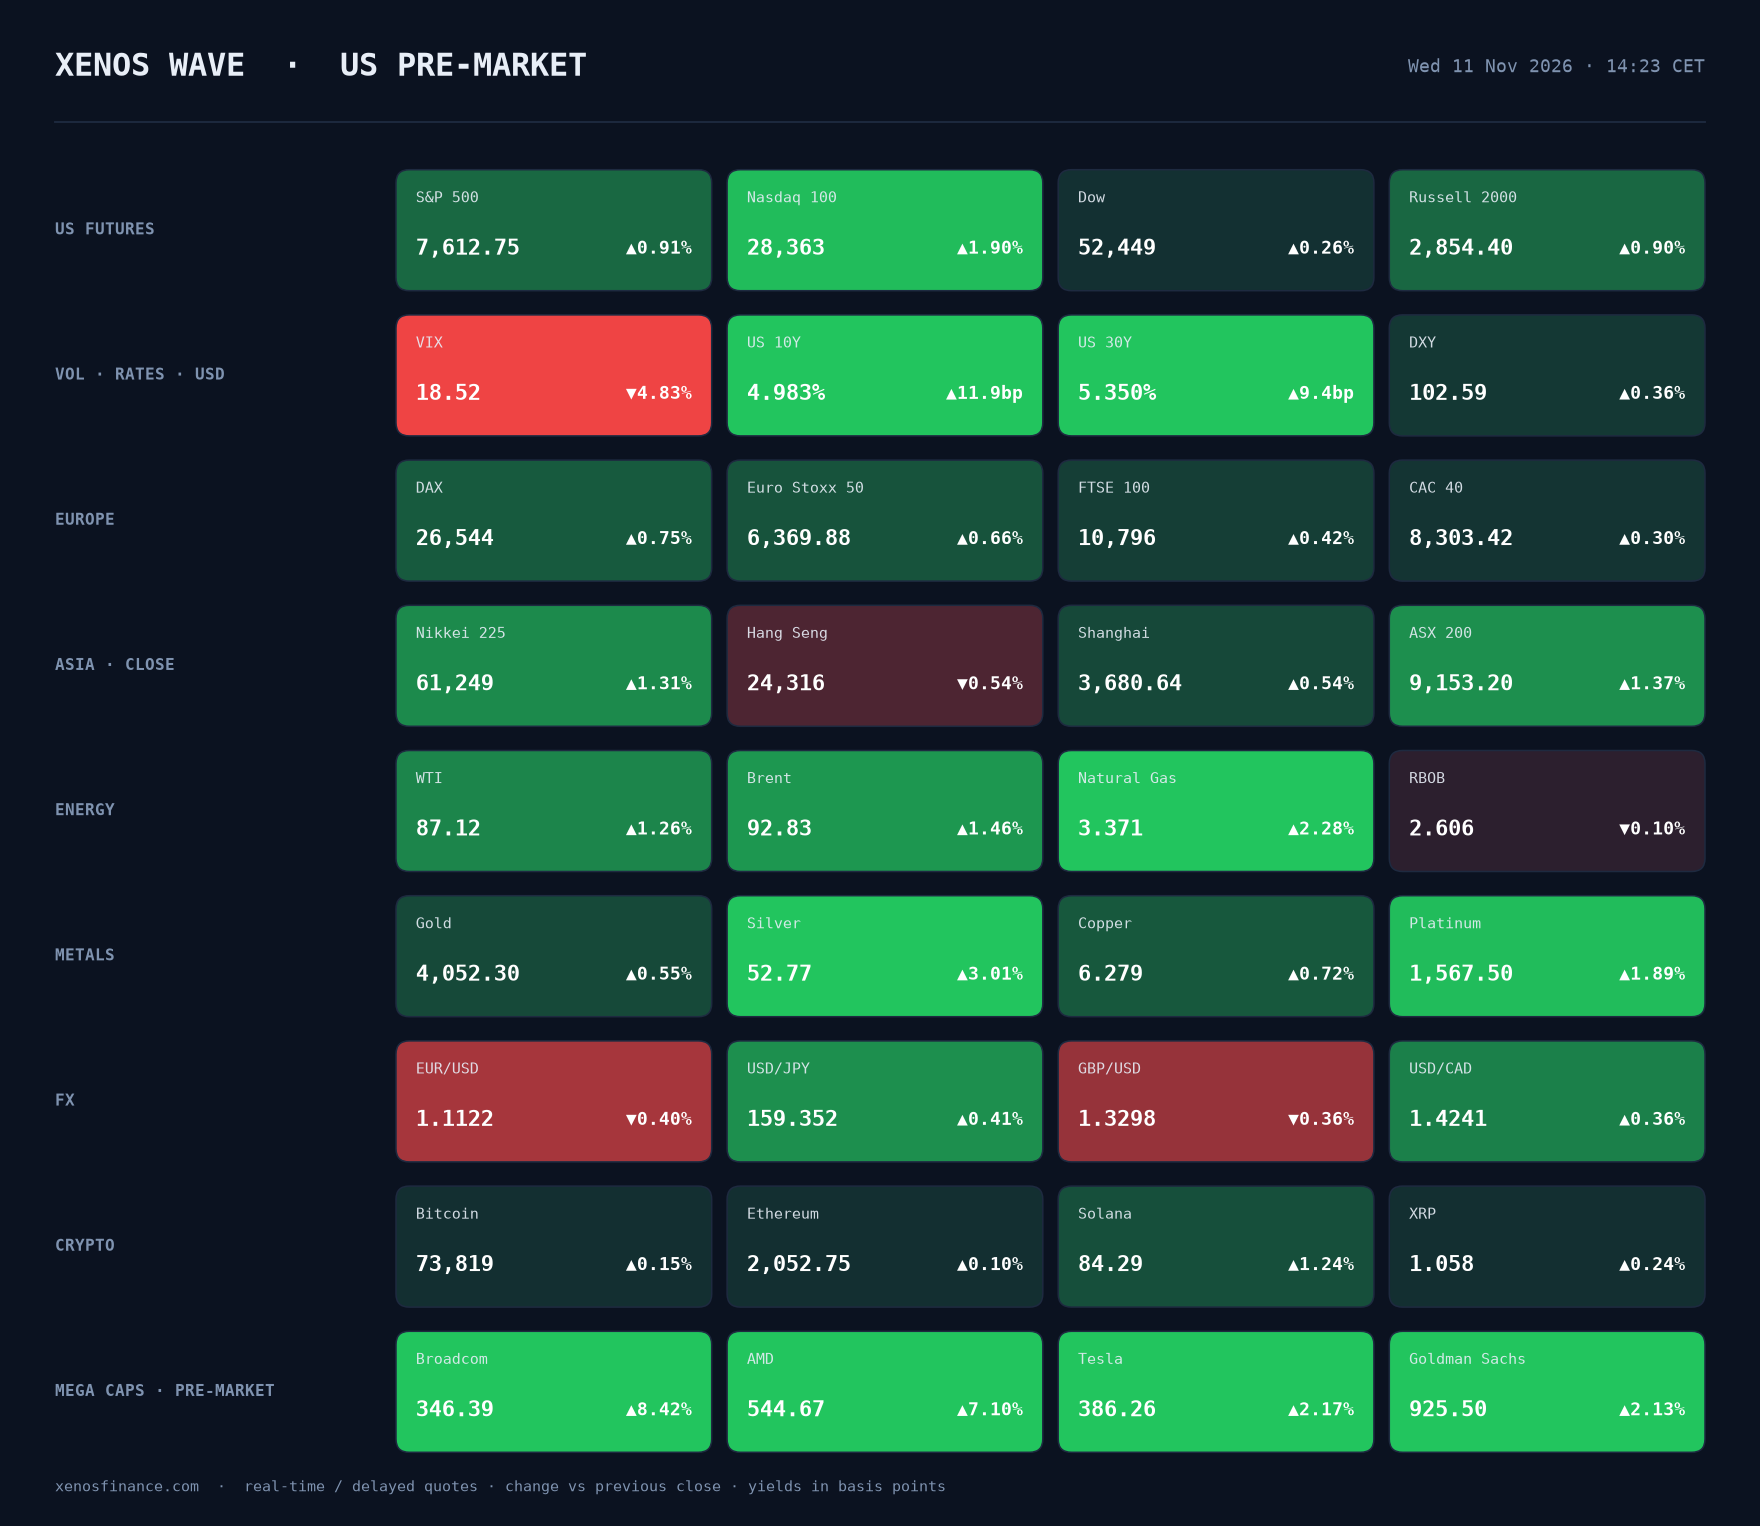 XENOS WAVE · US PRE-MARKET
Wed 11 Nov 2026 · 14:23 CET
US FUTURES
S&P 500
7,612.75 ▲0.91%
Nasdaq 100
28,363 ▲1.90%
Dow
52,449 ▲0.26%
Russell 2000
2,854.40 ▲0.90%
VOL · RATES · USD
VIX
18.52 ▼4.83%
US 10Y
4.983% ▲11.9bp
US 30Y
5.350% ▲9.4bp
DXY
102.59 ▲0.36%
EUROPE
DAX
26,544 ▲0.75%
Euro Stoxx 50
6,369.88 ▲0.66%
FTSE 100
10,796 ▲0.42%
CAC 40
8,303.42 ▲0.30%
ASIA · CLOSE
Nikkei 225
61,249 ▲1.31%
Hang Seng
24,316 ▼0.54%
Shanghai
3,680.64 ▲0.54%
ASX 200
9,153.20 ▲1.37%
ENERGY
WTI
87.12 ▲1.26%
Brent
92.83 ▲1.46%
Natural Gas
3.371 ▲2.28%
RBOB
2.606 ▼0.10%
METALS
Gold
4,052.30 ▲0.55%
Silver
52.77 ▲3.01%
Copper
6.279 ▲0.72%
Platinum
1,567.50 ▲1.89%
FX
EUR/USD
1.1122 ▼0.40%
USD/JPY
159.352 ▲0.41%
GBP/USD
1.3298 ▼0.36%
USD/CAD
1.4241 ▲0.36%
CRYPTO
Bitcoin
73,819 ▲0.15%
Ethereum
2,052.75 ▲0.10%
Solana
84.29 ▲1.24%
XRP
1.058 ▲0.24%
MEGA CAPS · PRE-MARKET
Broadcom
346.39 ▲8.42%
AMD
544.67 ▲7.10%
Tesla
386.26 ▲2.17%
Goldman Sachs
925.50 ▲2.13%
xenosfinance.com · real-time / delayed quotes · change vs previous close · yields in basis points